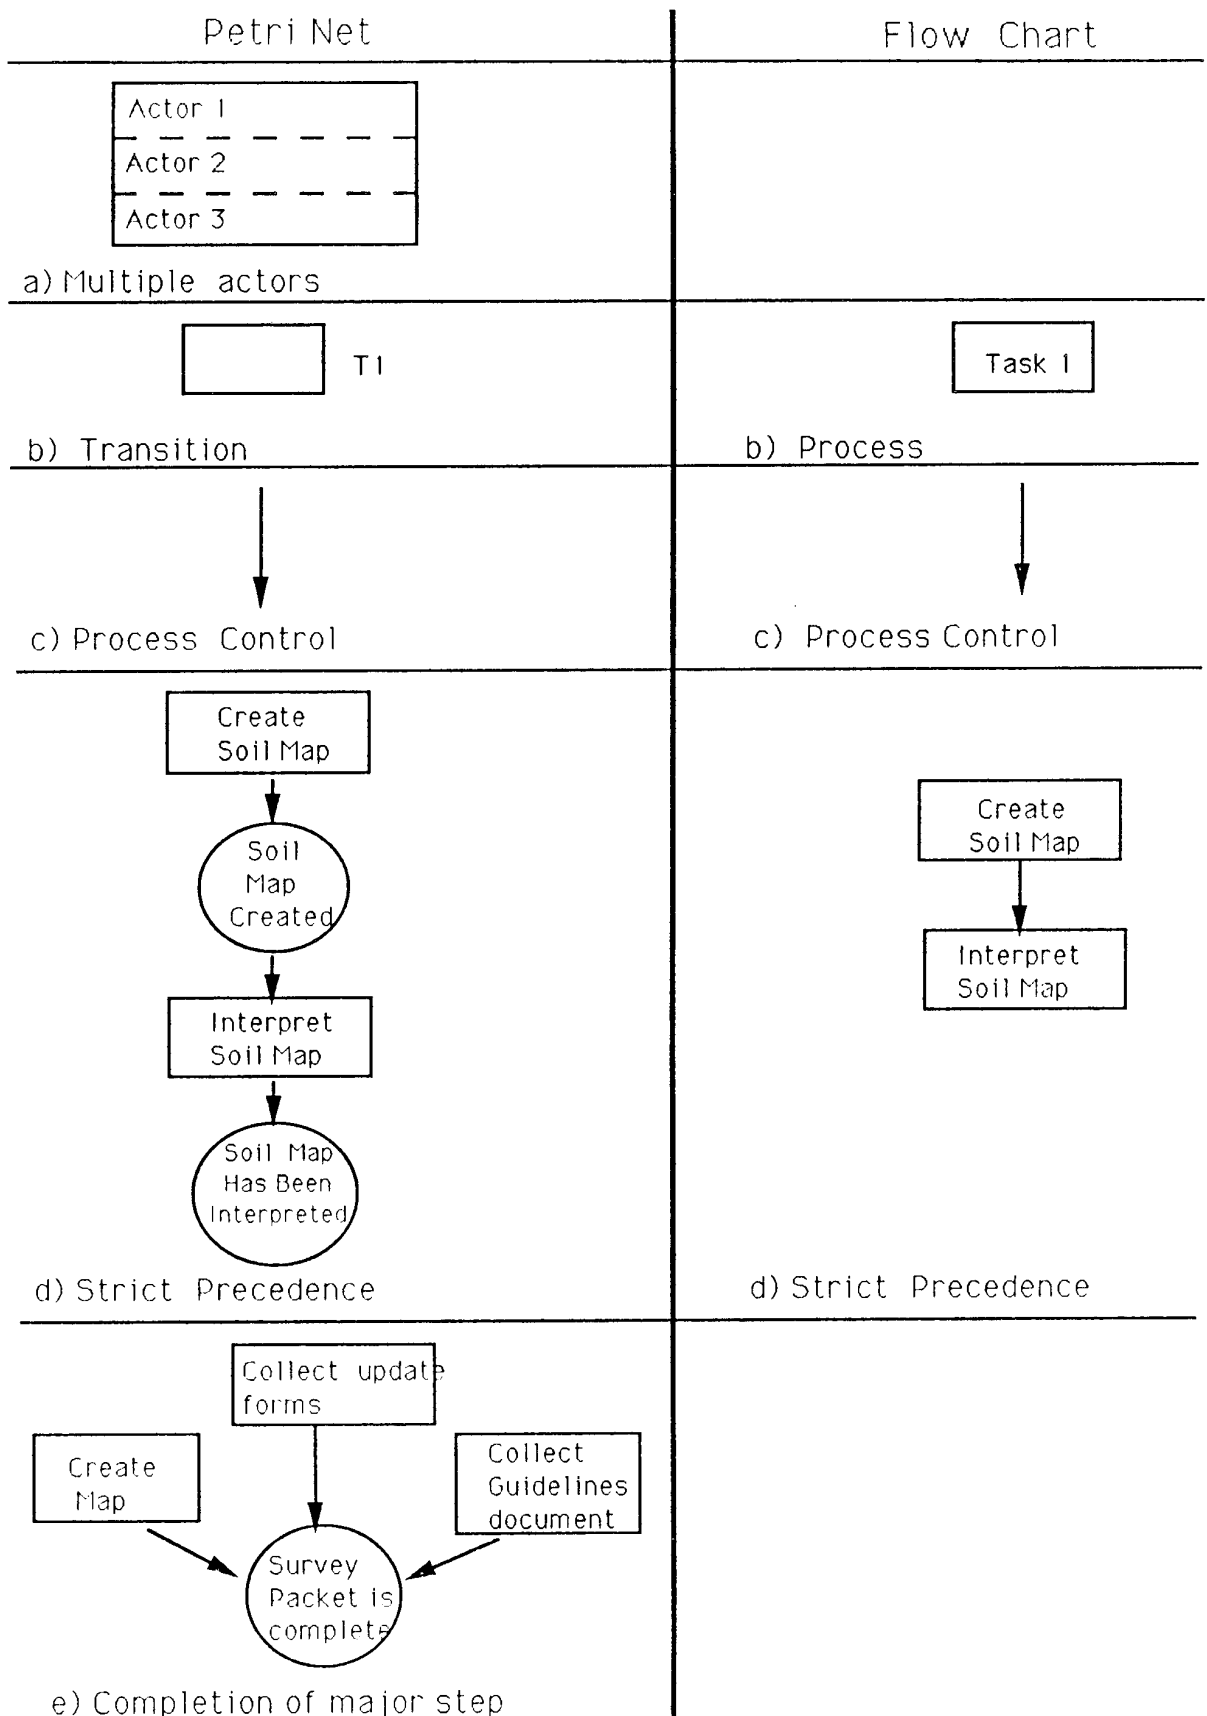 Petri Net
Flow Chart
Actor 1
Actor 2
Actor 3
a) Multiple actors
T1
b) Transition
Task 1
b) Process
c) Process Control
c) Process Control
Create
Soil Map
Soil
Map
Created
Interpret
Soil Map
Soil Map
Has Been
Interpreted
d) Strict Precedence
Create
Soil Map
Interpret
Soil Map
d) Strict Precedence
Collect update
forms
Create
Map
Collect
Guidelines
document
Survey
Packet is
complete
e) Completion of major step